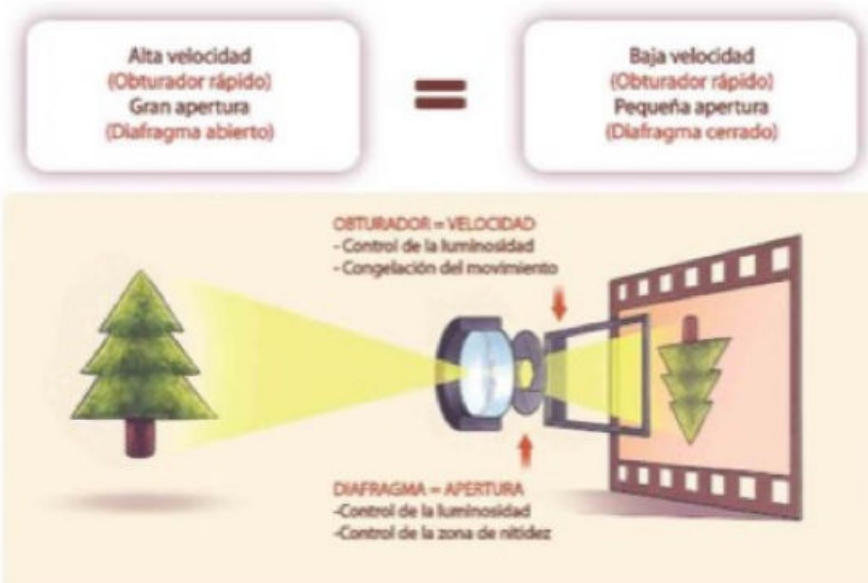 Alta velocidad
(Obturador rápido)
Gran apertura
(Diafragma abierto)
=
Baja velocidad
(Obturador rápido)
Pequeña apertura
(Diafragma cerrado)
OBTURADOR = VELOCIDAD
- Control de la luminosidad
- Congelación del movimiento
DIAFRAGMA = APERTURA
-Control de la luminosidad
-Control de la zona de nitidez